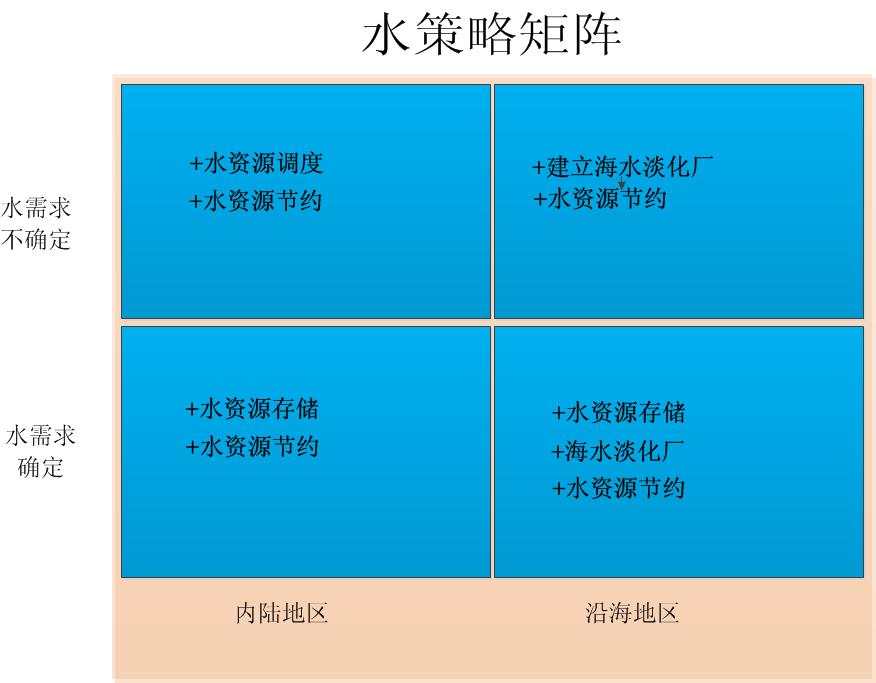 水策略矩阵
水需求
不确定
+水资源调度
+水资源节约
+建立海水淡化厂
+水资源节约
水需求
确定
+水资源存储
+水资源节约
+水资源存储
+海水淡化厂
+水资源节约
内陆地区
沿海地区